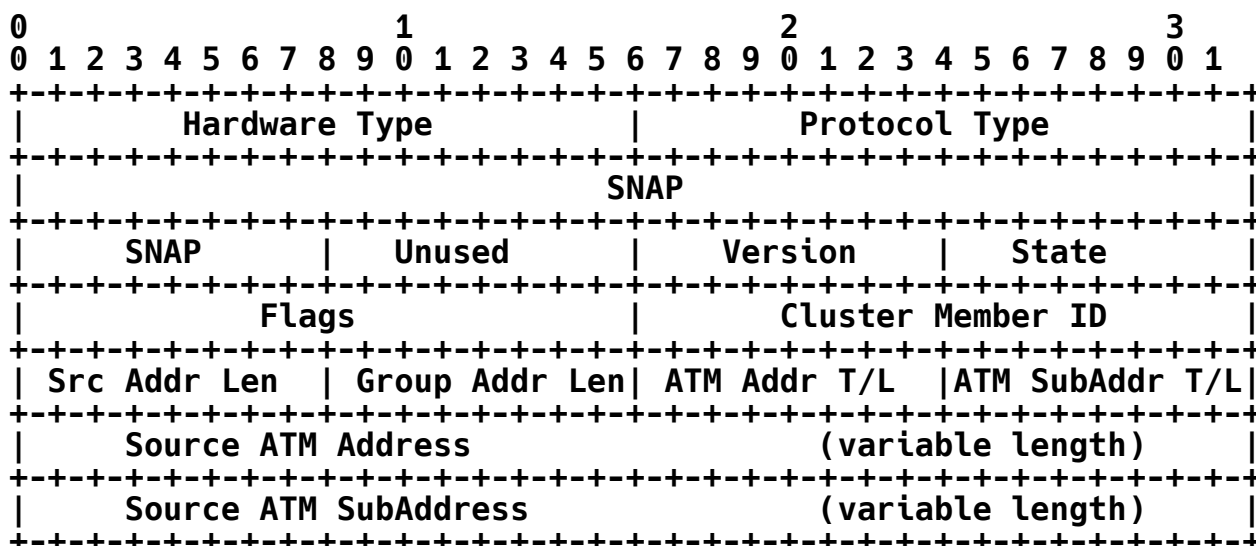 0                   1                   2                   3
0 1 2 3 4 5 6 7 8 9 0 1 2 3 4 5 6 7 8 9 0 1 2 3 4 5 6 7 8 9 0 1
+-+-+-+-+-+-+-+-+-+-+-+-+-+-+-+-+-+-+-+-+-+-+-+-+-+-+-+-+-+-+-+-+
|        Hardware Type          |        Protocol Type          |
+-+-+-+-+-+-+-+-+-+-+-+-+-+-+-+-+-+-+-+-+-+-+-+-+-+-+-+-+-+-+-+-+
|                              SNAP                             |
+-+-+-+-+-+-+-+-+-+-+-+-+-+-+-+-+-+-+-+-+-+-+-+-+-+-+-+-+-+-+-+-+
|     SNAP      |   Unused      |    Version    |   State       |
+-+-+-+-+-+-+-+-+-+-+-+-+-+-+-+-+-+-+-+-+-+-+-+-+-+-+-+-+-+-+-+-+
|            Flags              |       Cluster Member ID       |
+-+-+-+-+-+-+-+-+-+-+-+-+-+-+-+-+-+-+-+-+-+-+-+-+-+-+-+-+-+-+-+-+
| Src Addr Len  | Group Addr Len| ATM Addr T/L  |ATM SubAddr T/L|
+-+-+-+-+-+-+-+-+-+-+-+-+-+-+-+-+-+-+-+-+-+-+-+-+-+-+-+-+-+-+-+-+
|     Source ATM Address                  (variable length)     |
+-+-+-+-+-+-+-+-+-+-+-+-+-+-+-+-+-+-+-+-+-+-+-+-+-+-+-+-+-+-+-+-+
|     Source ATM SubAddress               (variable length)     |
+-+-+-+-+-+-+-+-+-+-+-+-+-+-+-+-+-+-+-+-+-+-+-+-+-+-+-+-+-+-+-+-+